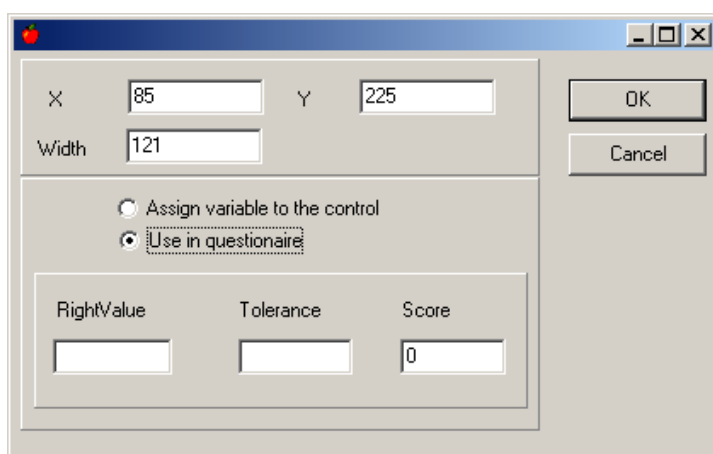 X 85 Y 225 OK
Width 121 Cancel
Assign variable to the control
Use in questionaire
RightValue Tolerance Score
0